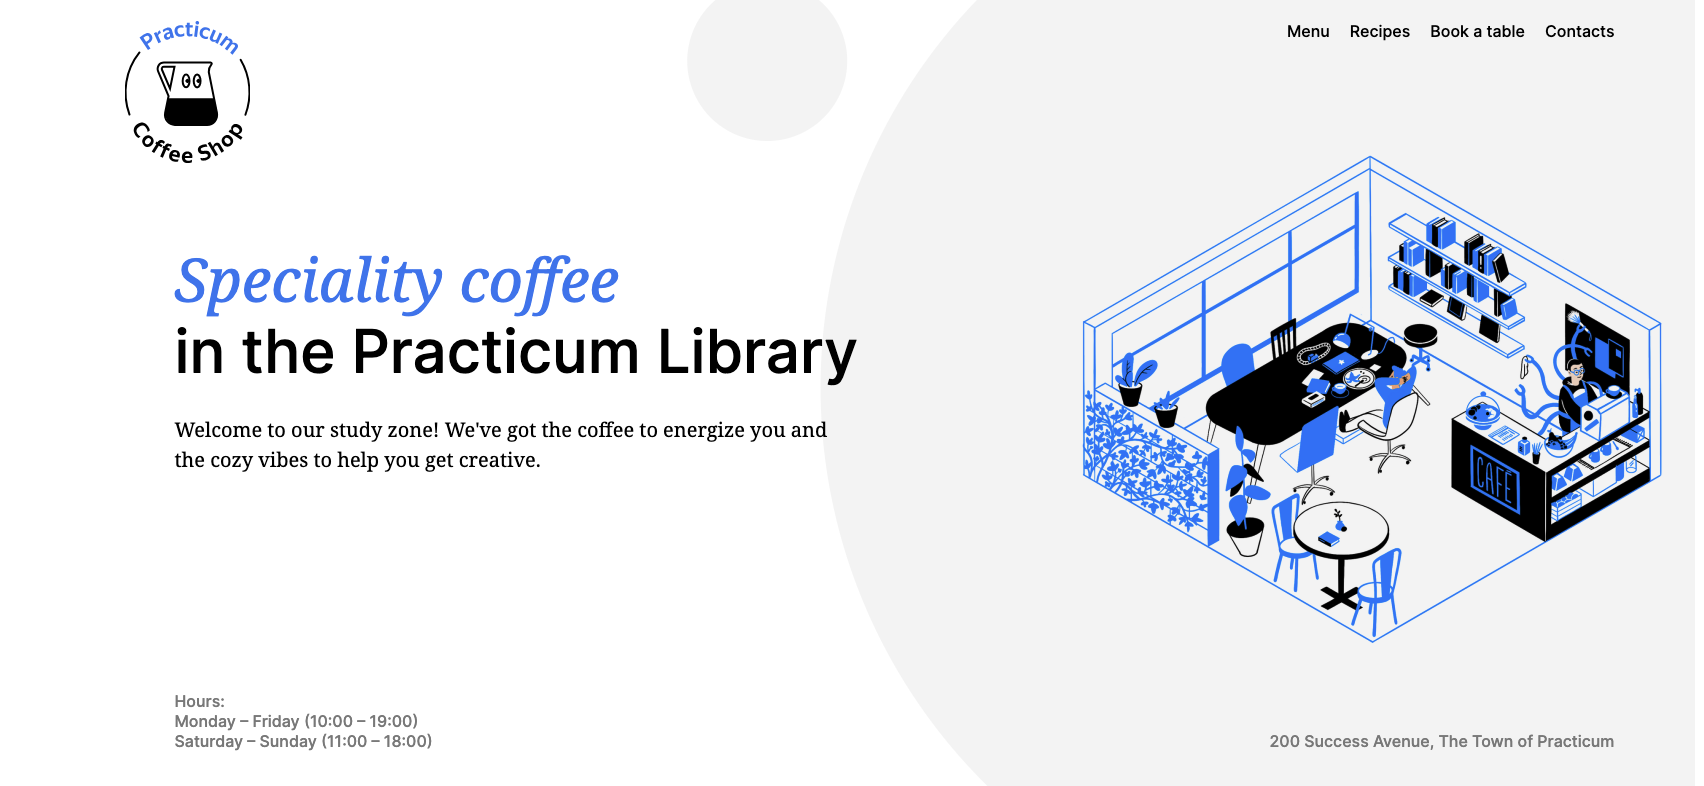 Practicum
Coffee Shop
Menu Recipes Book a table Contacts
Speciality coffee
in the Practicum Library
Welcome to our study zone! We've got the coffee to energize you and
the cozy vibes to help you get creative.
CAFE
Hours:
Monday – Friday (10:00 – 19:00)
Saturday – Sunday (11:00 – 18:00)
200 Success Avenue, The Town of Practicum